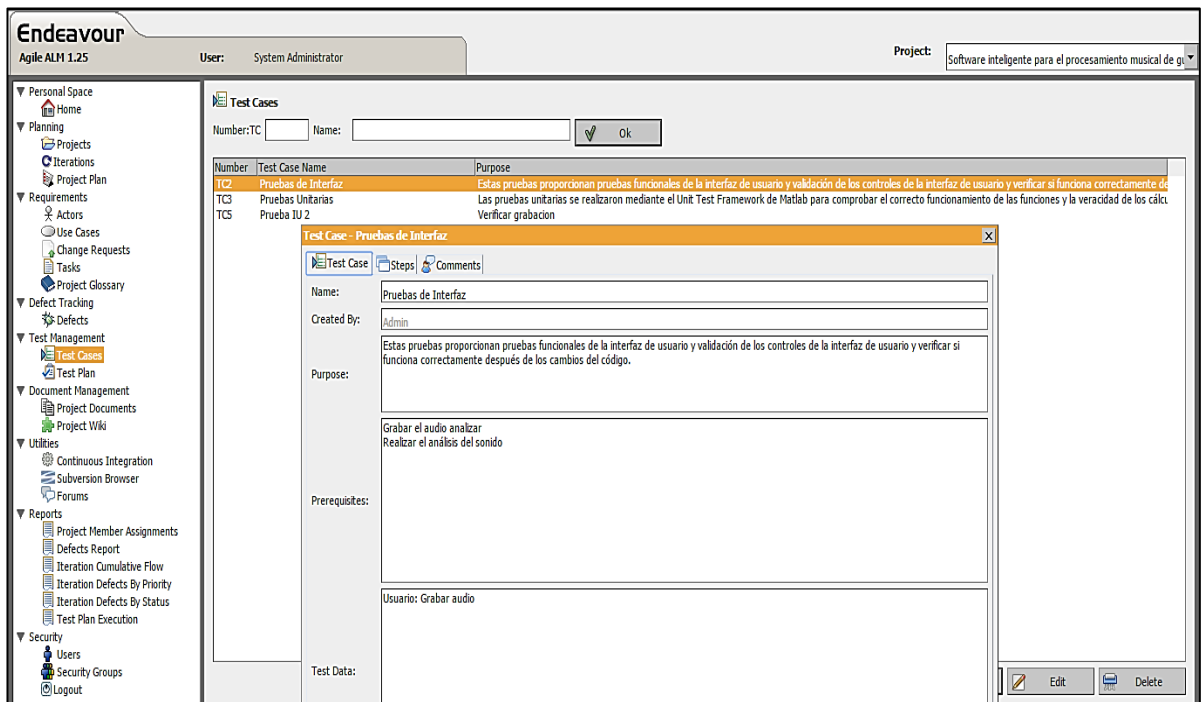 Endeavour
Agile ALM 1.25
User: System Administrator
Project: Software inteligente para el procesamiento musical de gu
Personal Space
Home
Planning
Projects
Iterations
Project Plan
Requirements
Actors
Use Cases
Change Requests
Tasks
Project Glossary
Defect Tracking
Defects
Test Management
Test Cases
Test Plan
Document Management
Project Documents
Project Wiki
Utilities
Continuous Integration
Subversion Browser
Forums
Reports
Project Member Assignments
Defects Report
Iteration Cumulative Flow
Iteration Defects By Priority
Iteration Defects By Status
Test Plan Execution
Security
Users
Security Groups
Logout
Test Cases
Number:TC Name: Ok
Number Test Case Name Purpose
TC2 Pruebas de Interfaz Estas pruebas proporcionan pruebas funcionales de la interfaz de usuario y validación de los controles de la interfaz de usuario y verificar si funciona correctamente de
TC3 Pruebas Unitarias Las pruebas unitarias se realizaron mediante el Unit Test Framework de Matlab para comprobar el correcto funcionamiento de las funciones y la veracidad de los cálcu
TC5 Prueba IU 2 Verificar grabacion
Test Case - Pruebas de Interfaz X
Test Case Steps Comments
Name: Pruebas de Interfaz
Created By: Admin
Purpose: Estas pruebas proporcionan pruebas funcionales de la interfaz de usuario y validación de los controles de la interfaz de usuario y verificar si
funciona correctamente después de los cambios del código.
Prerequisites: Grabar el audio analizar
Realizar el análisis del sonido
Test Data: Usuario: Grabar audio
Edit Delete